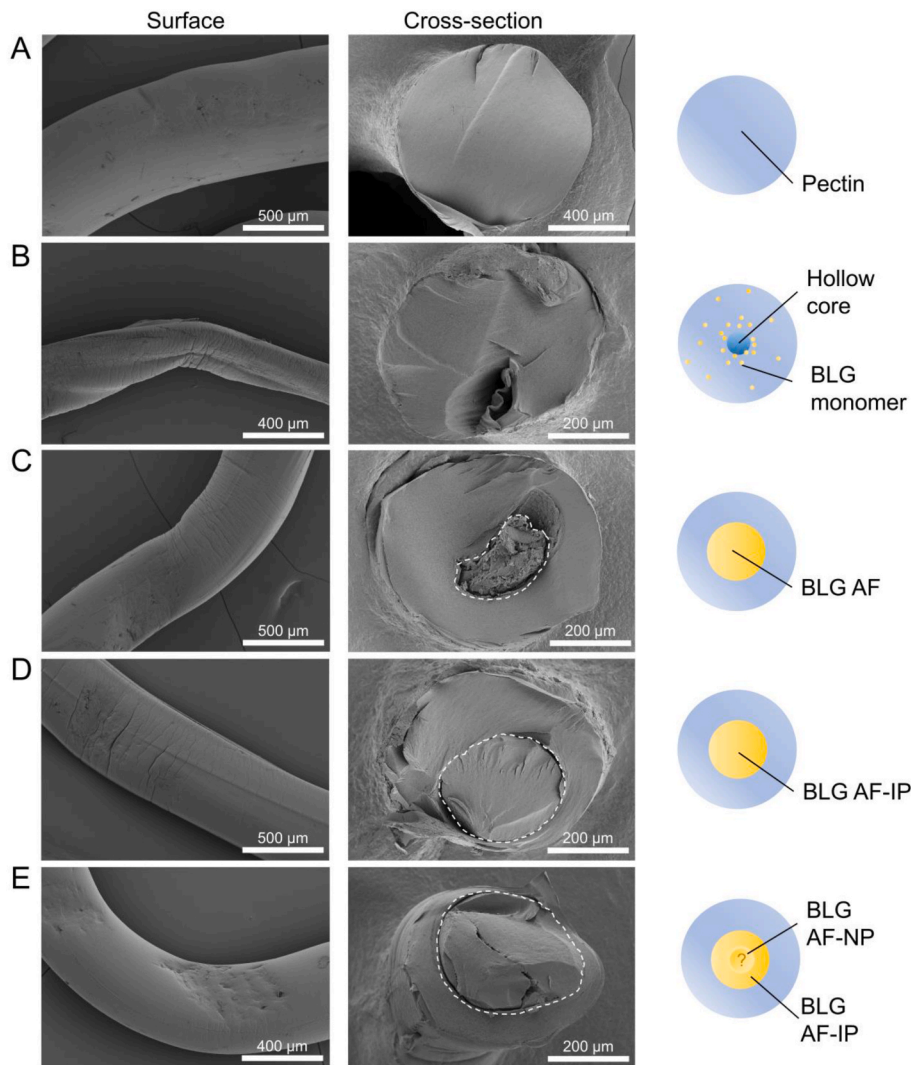 Surface
Cross-section
A
500 µm
400 µm
Pectin
B
400 µm
200 µm
Hollow
core
BLG
monomer
C
500 µm
200 µm
BLG AF
D
500 µm
200 µm
BLG AF-IP
E
400 µm
200 µm
BLG
AF-NP
?
BLG
AF-IP